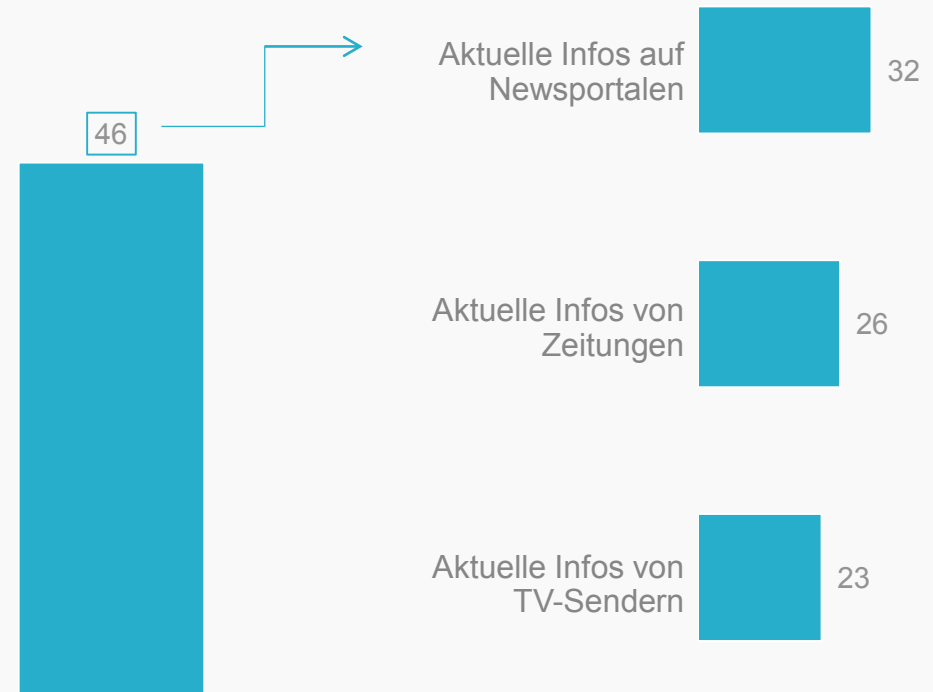 46
Aktuelle Infos auf
Newsportalen
32
Aktuelle Infos von
Zeitungen
26
Aktuelle Infos von
TV-Sendern
23